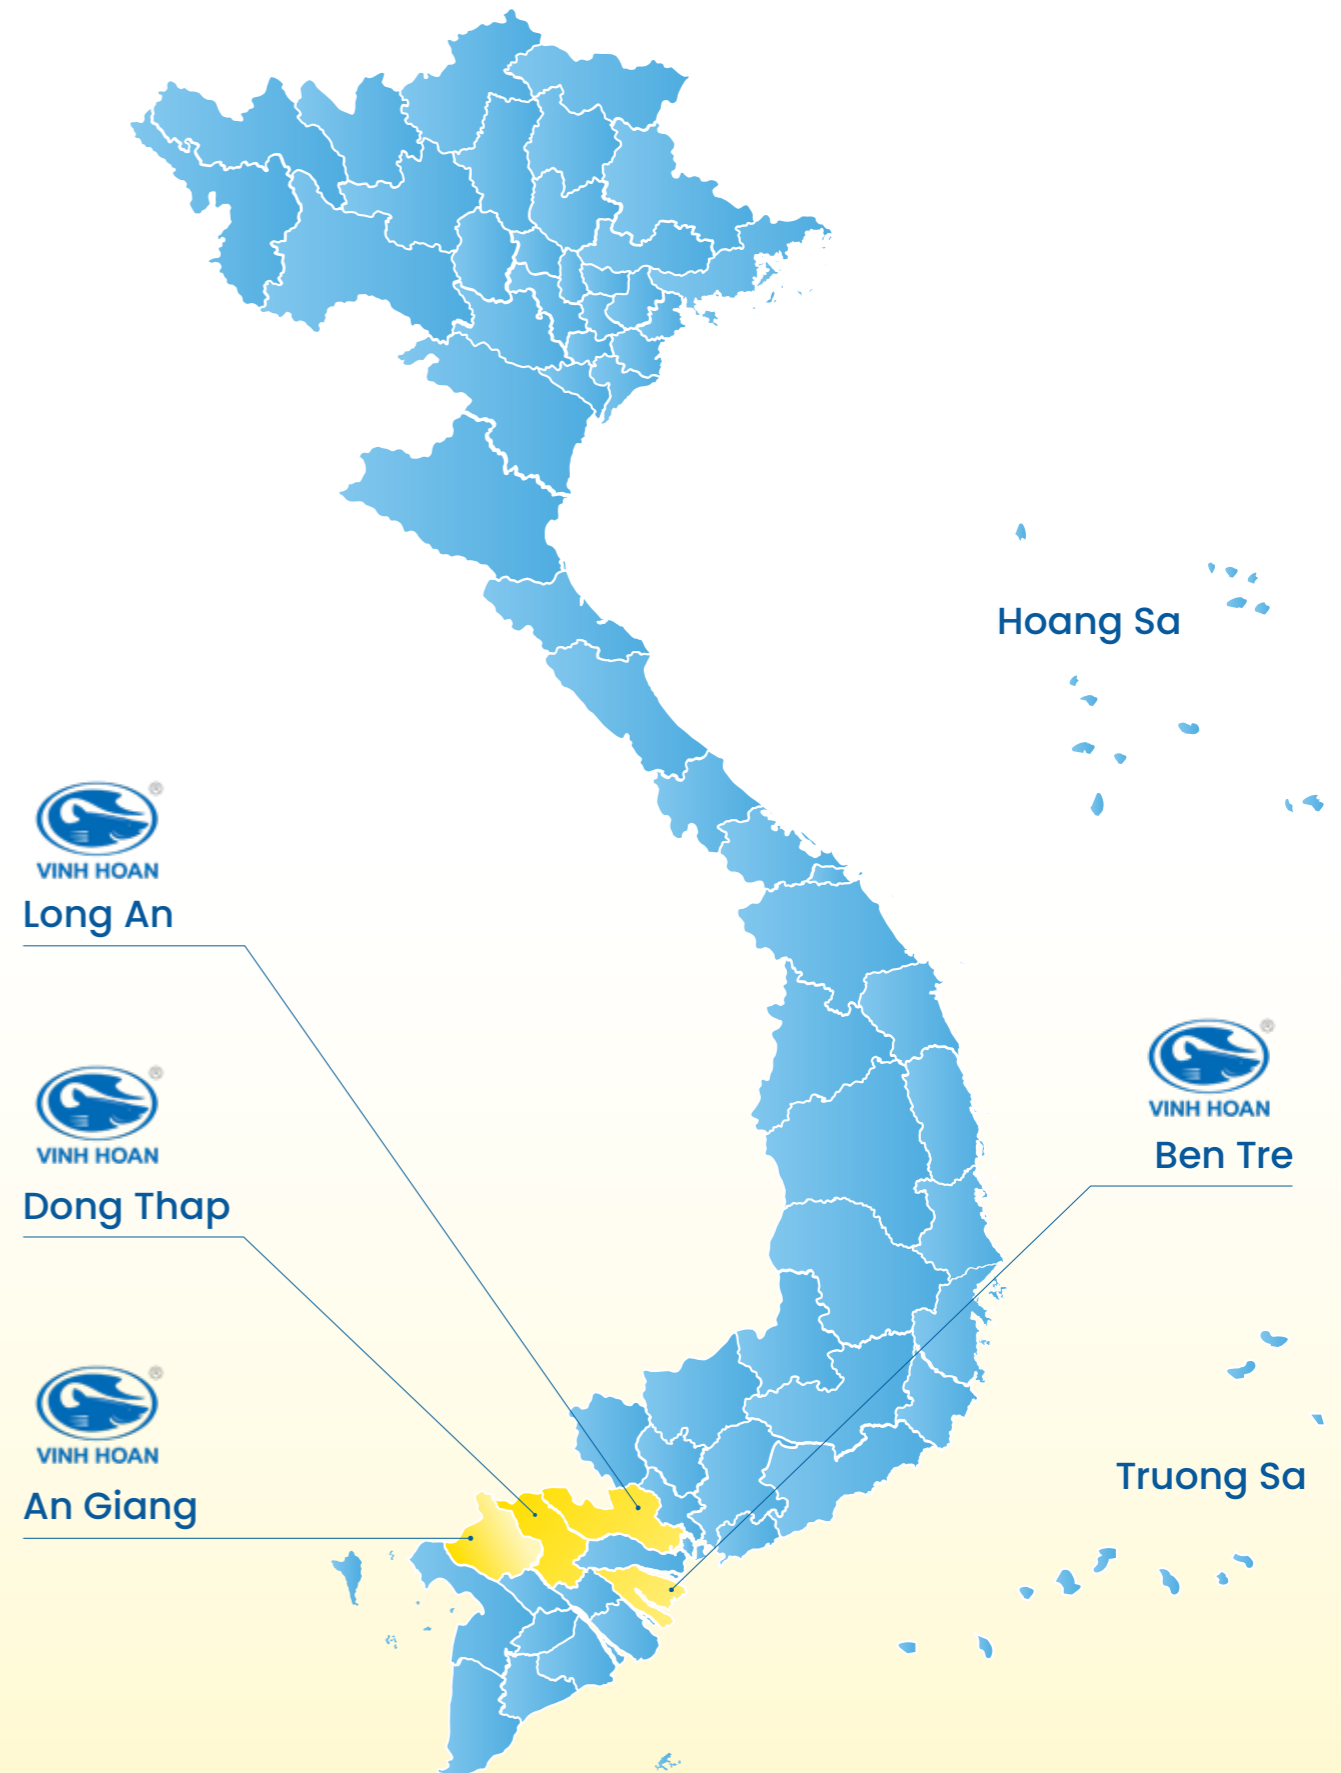 Hoang Sa
®
VINH HOAN
Long An
®
VINH HOAN
Ben Tre
®
VINH HOAN
Dong Thap
®
VINH HOAN
An Giang
Truong Sa